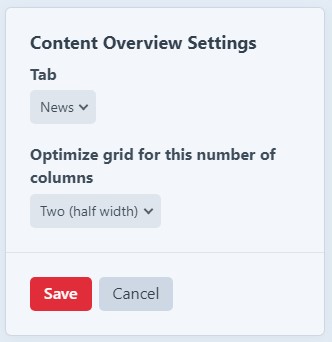 Content Overview Settings
Tab
News
Optimize grid for this number of
columns
Two (half width)
Save Cancel